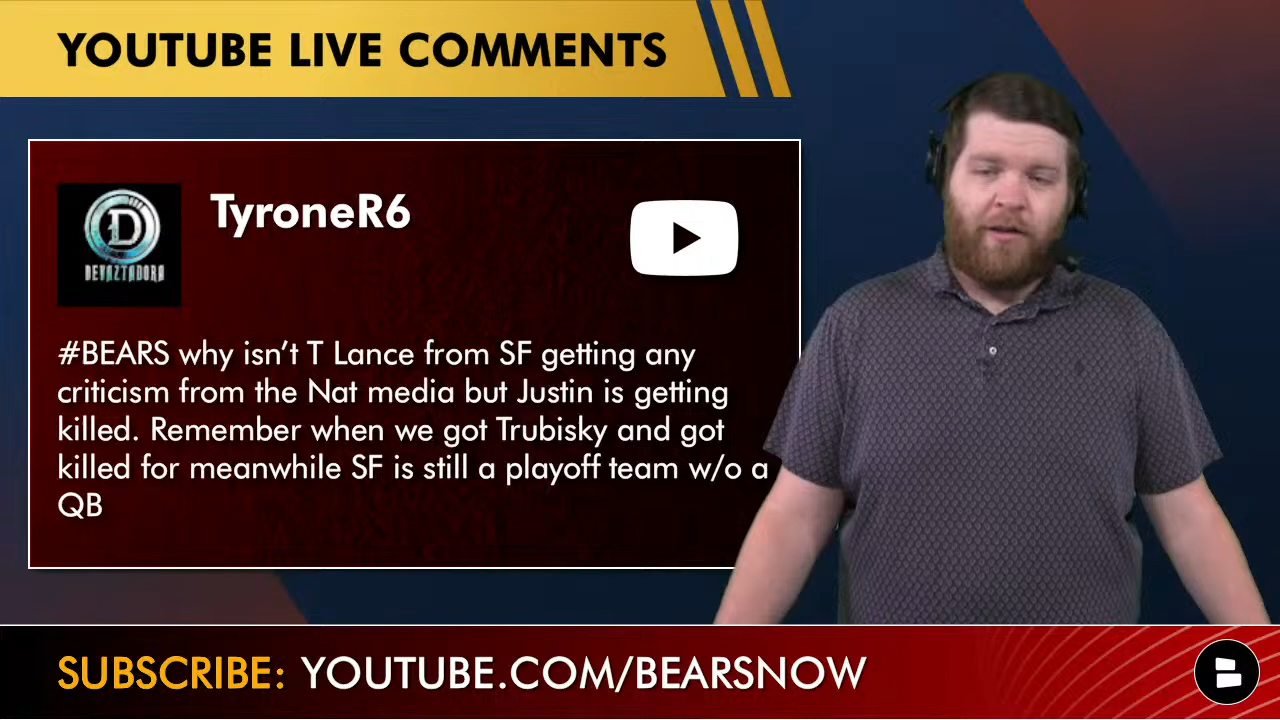 YOUTUBE LIVE COMMENTS
TyroneR6
D
DEVAZTADORA
#BEARS why isn't T Lance from SF getting any
criticism from the Nat media but Justin is getting
killed. Remember when we got Trubisky and got
killed for meanwhile SF is still a playoff team w/o a
QB
SUBSCRIBE: YOUTUBE.COM/BEARSNOW